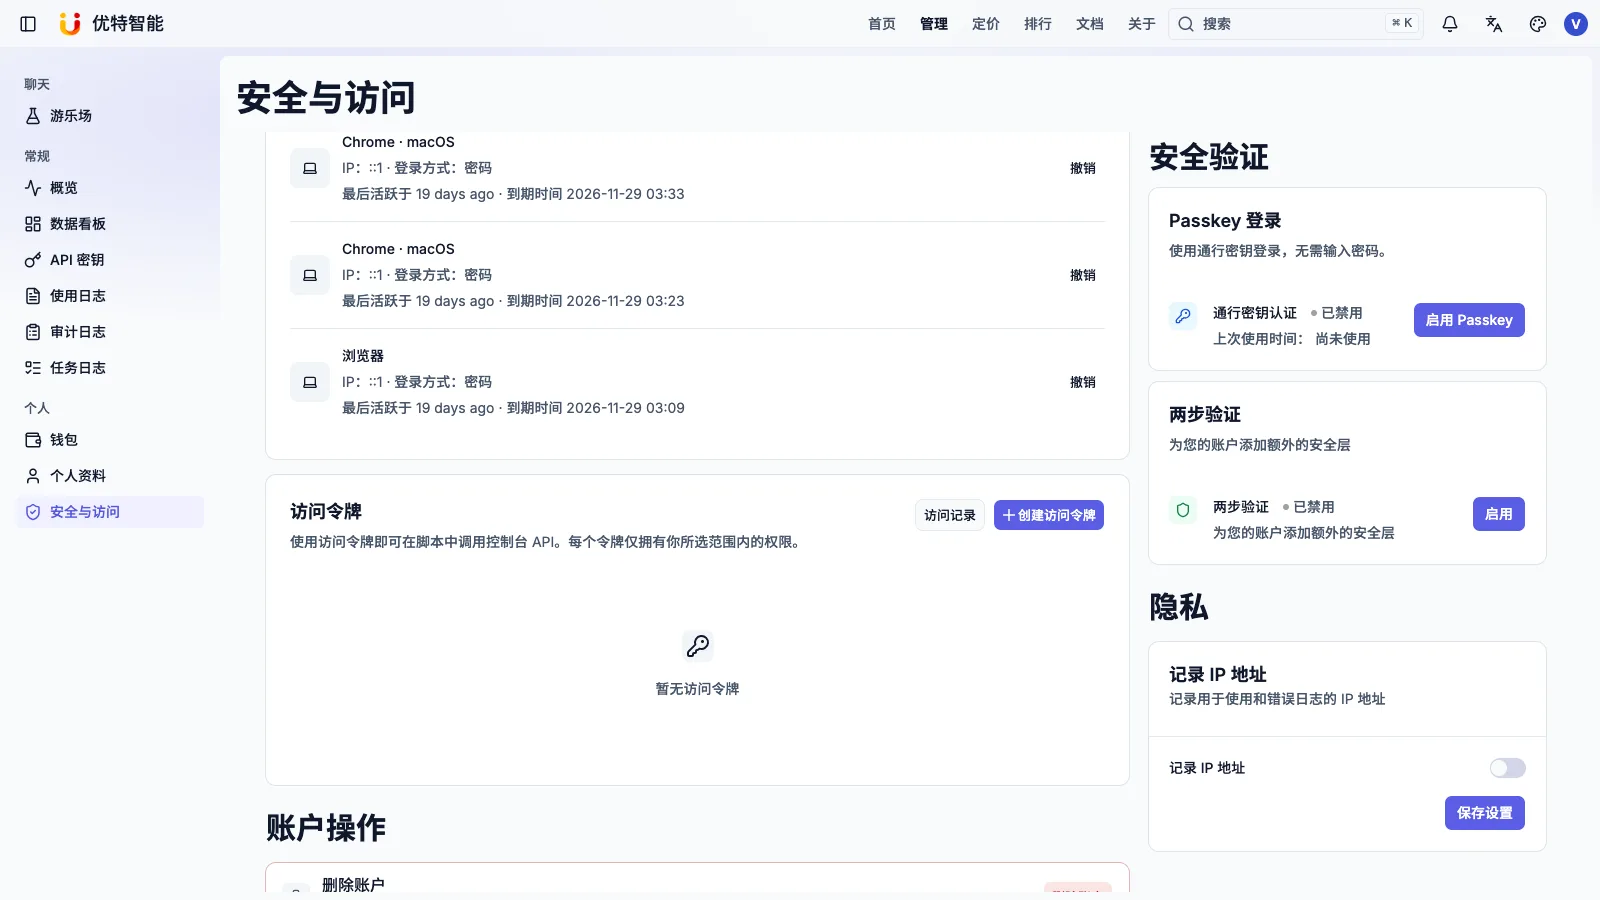 优特智能
首页
管理
定价
排行
文档
关于
搜索
⌘ K
V
聊天
游乐场
常规
概览
数据看板
API 密钥
使用日志
审计日志
任务日志
个人
钱包
个人资料
安全与访问
安全与访问
Chrome · macOS
IP：::1 · 登录方式：密码
最后活跃于 19 days ago · 到期时间 2026-11-29 03:33
撤销
Chrome · macOS
IP：::1 · 登录方式：密码
最后活跃于 19 days ago · 到期时间 2026-11-29 03:23
撤销
浏览器
IP：::1 · 登录方式：密码
最后活跃于 19 days ago · 到期时间 2026-11-29 03:09
撤销
访问令牌
使用访问令牌即可在脚本中调用控制台 API。每个令牌仅拥有你所选范围内的权限。
访问记录
创建访问令牌
暂无访问令牌
账户操作
删除账户
安全验证
Passkey 登录
使用通行密钥登录，无需输入密码。
通行密钥认证
已禁用
上次使用时间： 尚未使用
启用 Passkey
两步验证
为您的账户添加额外的安全层
两步验证
已禁用
为您的账户添加额外的安全层
启用
隐私
记录 IP 地址
记录用于使用和错误日志的 IP 地址
记录 IP 地址
保存设置